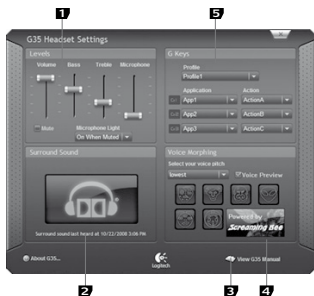 1
5
G35 Headset Settings
Levels
Volume Bass Treble Microphone
Mute
Microphone Light
On When Muted
G Keys
Profile
Profile1
Application Action
App1 ActionA
App2 ActionB
App3 ActionC
Surround Sound
Surround sound last heard at 10/22/2008 3:06 PM
Voice Morphing
Select your voice pitch
lowest Voice Preview
Powered by
Screaming Bee
About G35...
Logitech
View G35 Manual
2
3
4